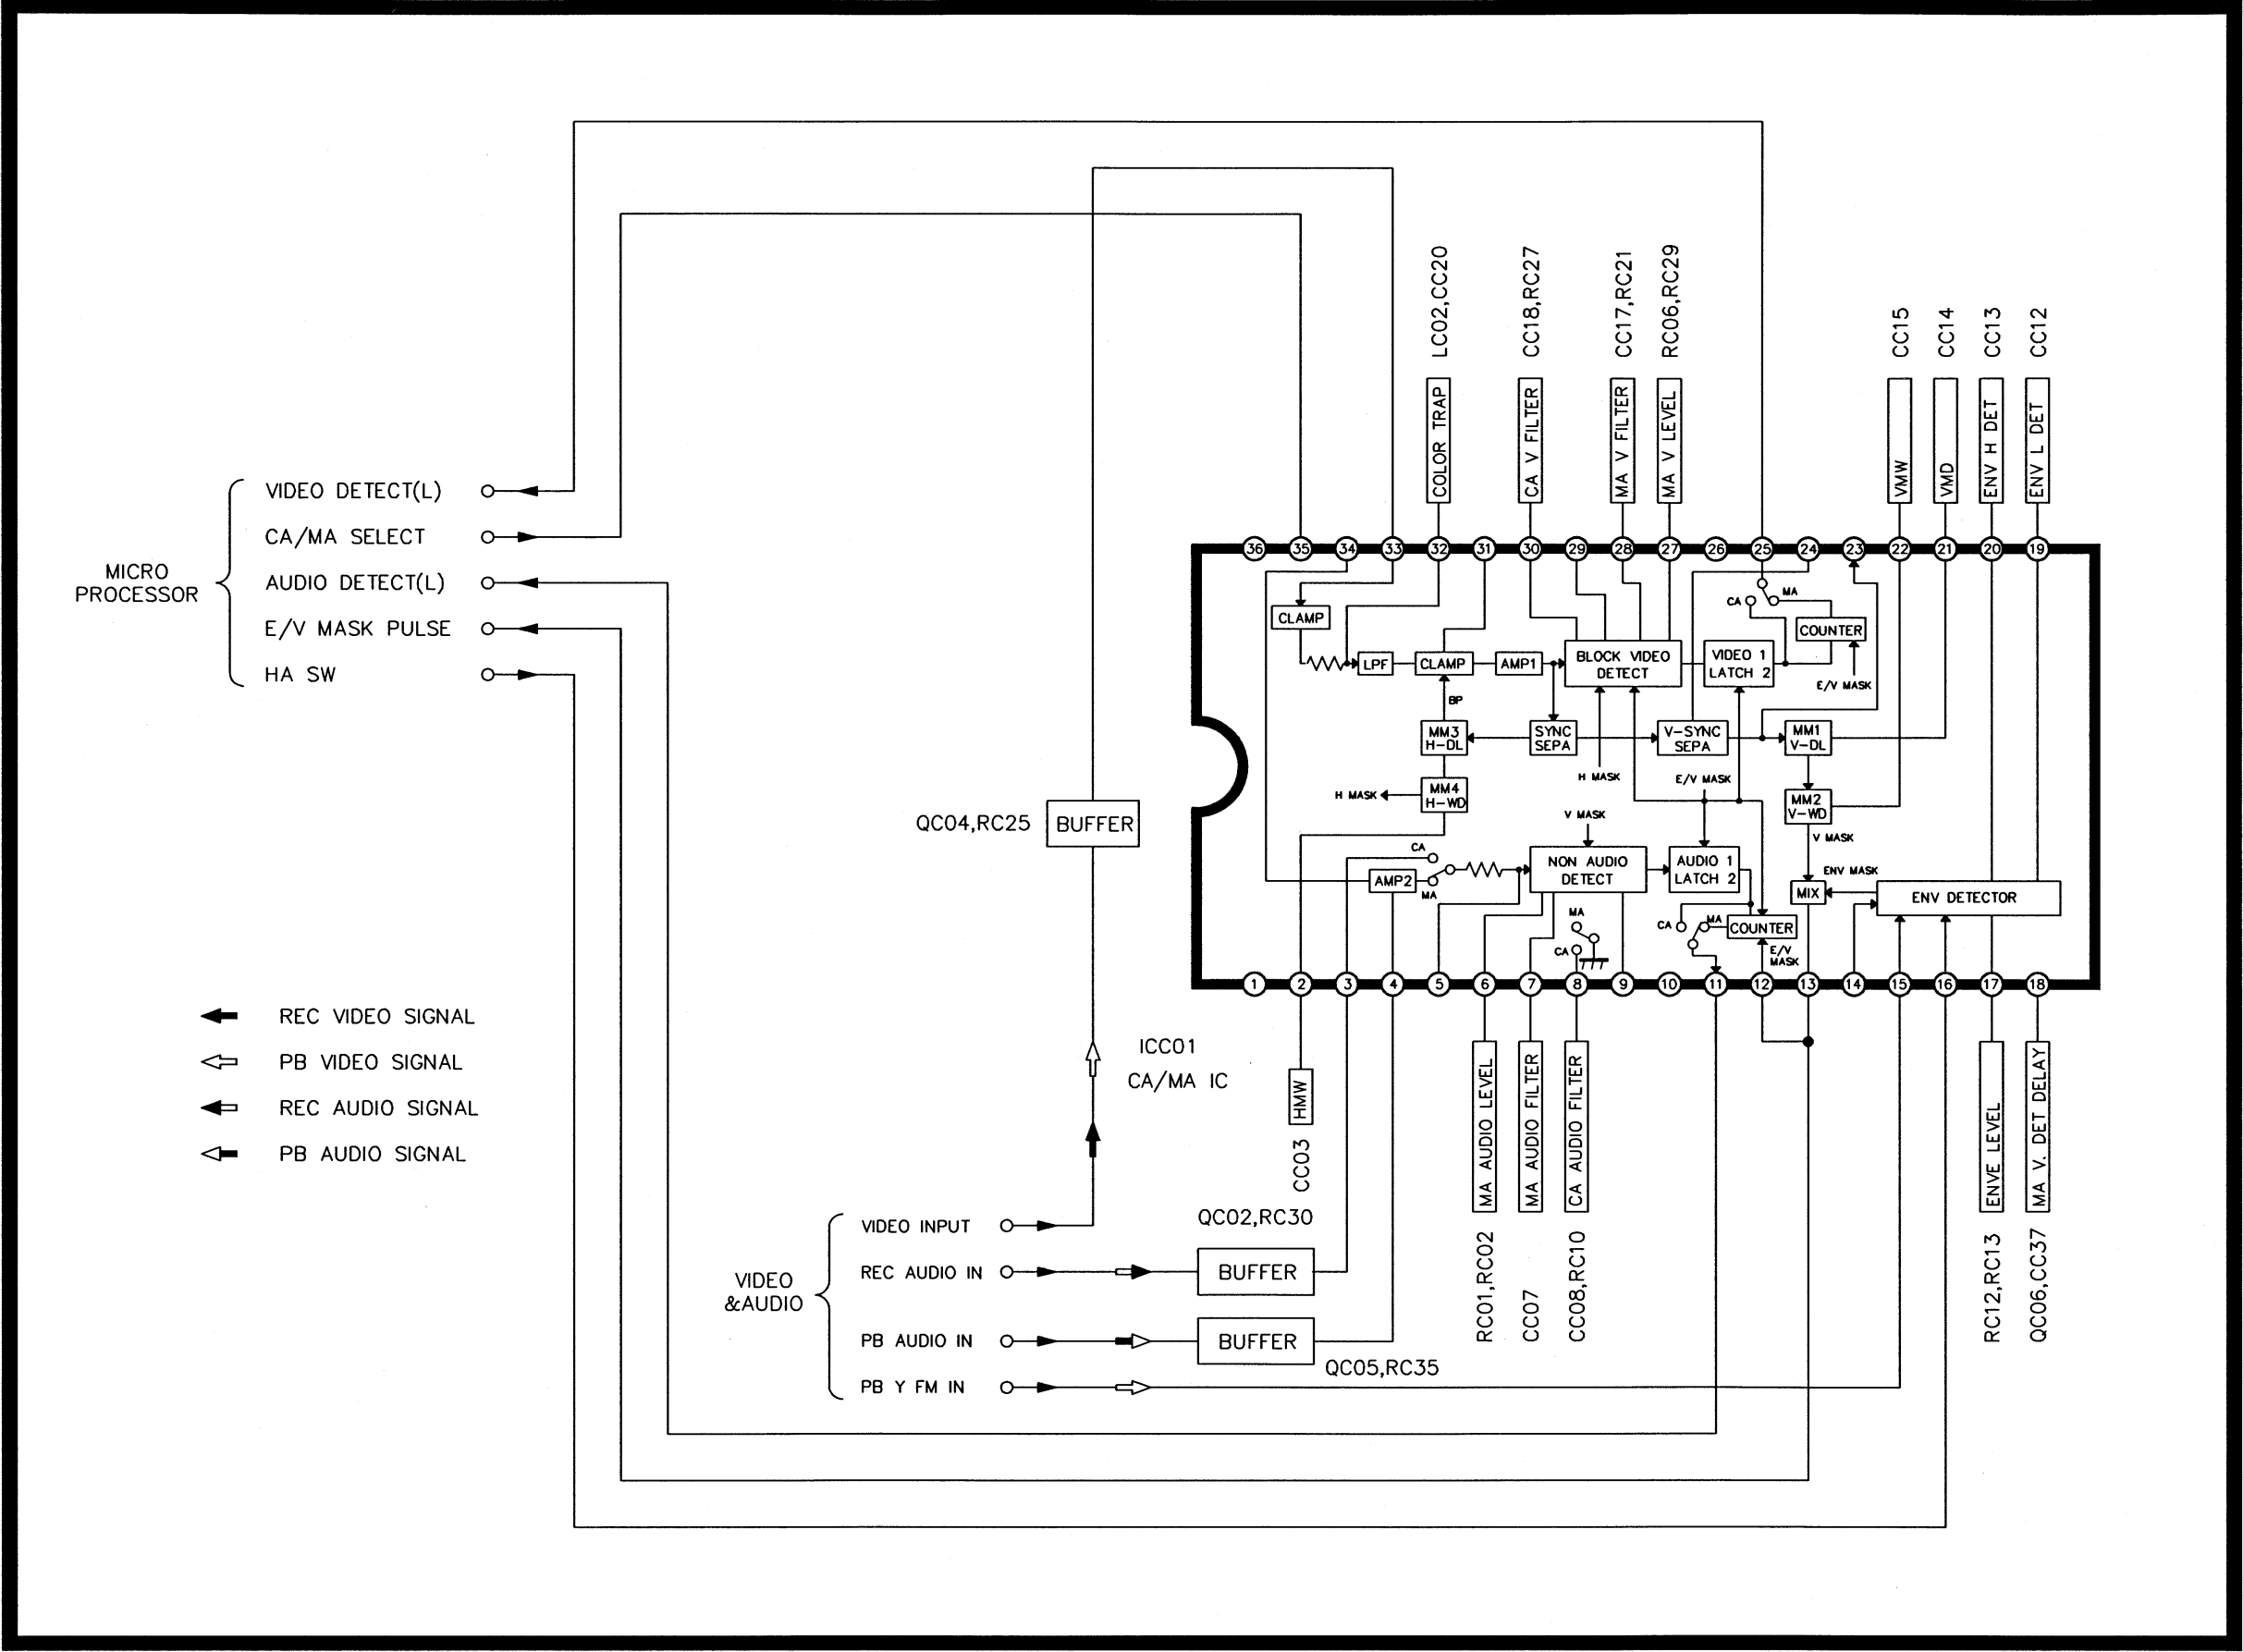 LC02,CC20
CC18,RC27
CC17,RC21
RC06,RC29
CC15
CC14
CC13
CC12
COLOR TRAP
CA V FILTER
MA V FILTER
MA V LEVEL
VMW
VMD
ENV H DET
ENV L DET
MICRO
PROCESSOR
VIDEO DETECT(L)
CA/MA SELECT
AUDIO DETECT(L)
E/V MASK PULSE
HA SW
36 35 34 33 32 31 30 29 28 27 26 25 24 23 22 21 20 19
CLAMP
LPF
CLAMP
AMP1
BLOCK VIDEO
DETECT
VIDEO 1
LATCH 2
CA
MA
COUNTER
E/V MASK
BP
MM3
H-DL
SYNC
SEPA
V-SYNC
SEPA
MM1
V-DL
H MASK
MM4
H-WD
H MASK
E/V MASK
MM2
V-WD
V MASK
V MASK
CA
AMP2
MA
NON AUDIO
DETECT
AUDIO 1
LATCH 2
MIX
ENV MASK
ENV DETECTOR
MA
CA
CA
MA
COUNTER
E/V
MASK
1 2 3 4 5 6 7 8 9 10 11 12 13 14 15 16 17 18
QC04,RC25
BUFFER
REC VIDEO SIGNAL
PB VIDEO SIGNAL
REC AUDIO SIGNAL
PB AUDIO SIGNAL
ICC01
CA/MA IC
HMW
CC03
MA AUDIO LEVEL
MA AUDIO FILTER
CA AUDIO FILTER
ENVE LEVEL
MA V. DET DELAY
RC01,RC02
CC07
CC08,RC10
RC12,RC13
QC06,CC37
VIDEO
&AUDIO
VIDEO INPUT
REC AUDIO IN
PB AUDIO IN
PB Y FM IN
QC02,RC30
BUFFER
BUFFER
QC05,RC35